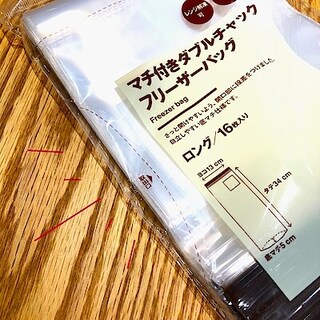 レンジ解凍
可
マチ付きダブルチャック
フリーザーバッグ
Freezer bag
さっと開けやすいよう、開口部に段差をつけました。
自立しやすい底マチ仕様です。
ロング/16枚入り
ヨコ13 cm
タテ34 cm
底マチ5 cm
取出口